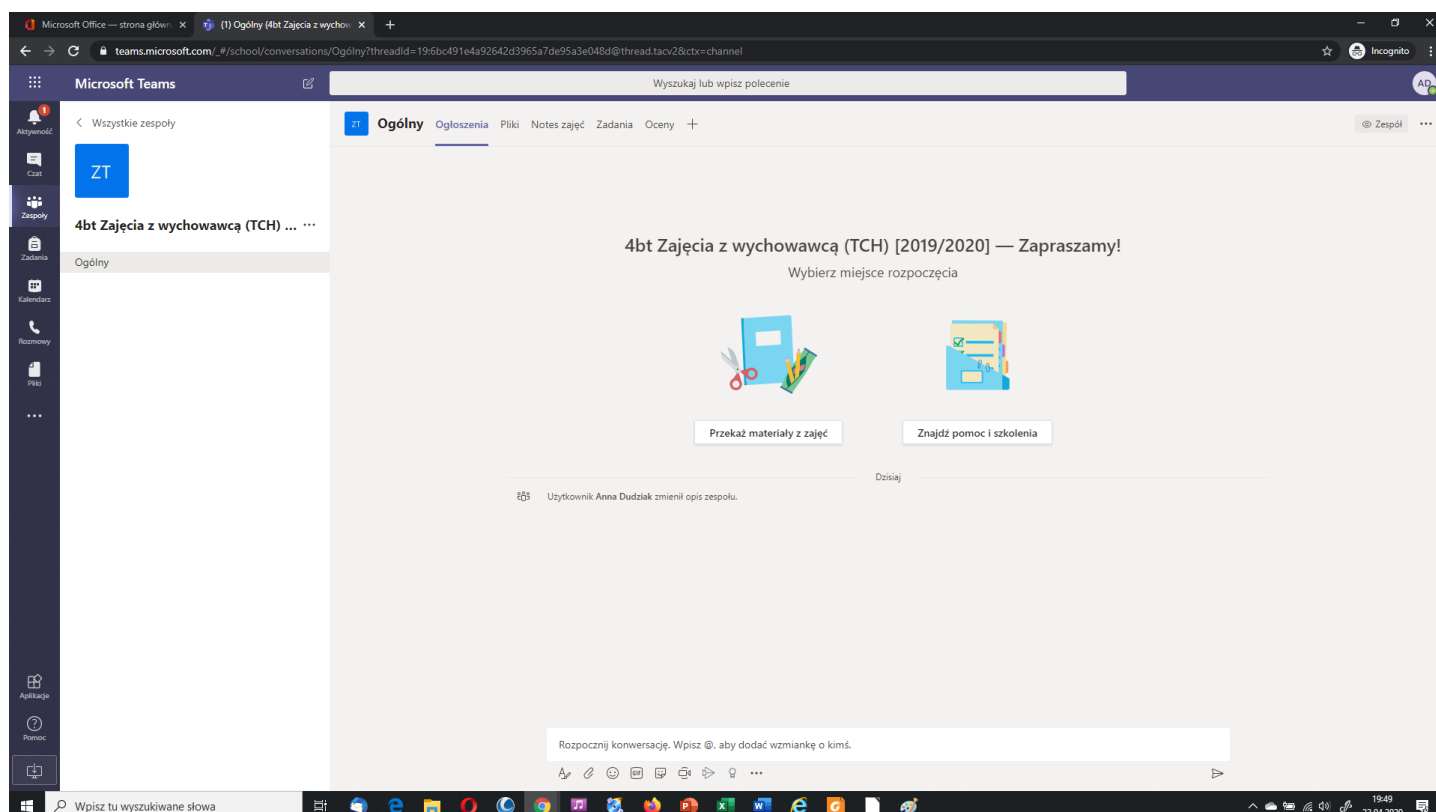 Microsoft Office — strona główn
(1) Ogólny (4bt Zajęcia z wychow
teams.microsoft.com/_#/school/conversations/Ogólny?threadId=19:6bc491e4a92642d3965a7de95a3e048d@thread.tacv2&ctx=channel
Incognito
Microsoft Teams
Wyszukaj lub wpisz polecenie
AD
1
Aktywność
Czat
Zespoły
Zadania
Kalendarz
Rozmowy
Pliki
Aplikacje
Pomoc
Wszystkie zespoły
ZT
4bt Zajęcia z wychowawcą (TCH) ...
Ogólny
ZT Ogólny Ogłoszenia Pliki Notes zajęć Zadania Oceny
Zespół
4bt Zajęcia z wychowawcą (TCH) [2019/2020] — Zapraszamy!
Wybierz miejsce rozpoczęcia
Przekaż materiały z zajęć
Znajdź pomoc i szkolenia
Dzisiaj
Użytkownik Anna Dudziak zmienił opis zespołu.
Rozpocznij konwersację. Wpisz @, aby dodać wzmiankę o kimś.
GIF
Wpisz tu wyszukiwane słowa
19:49